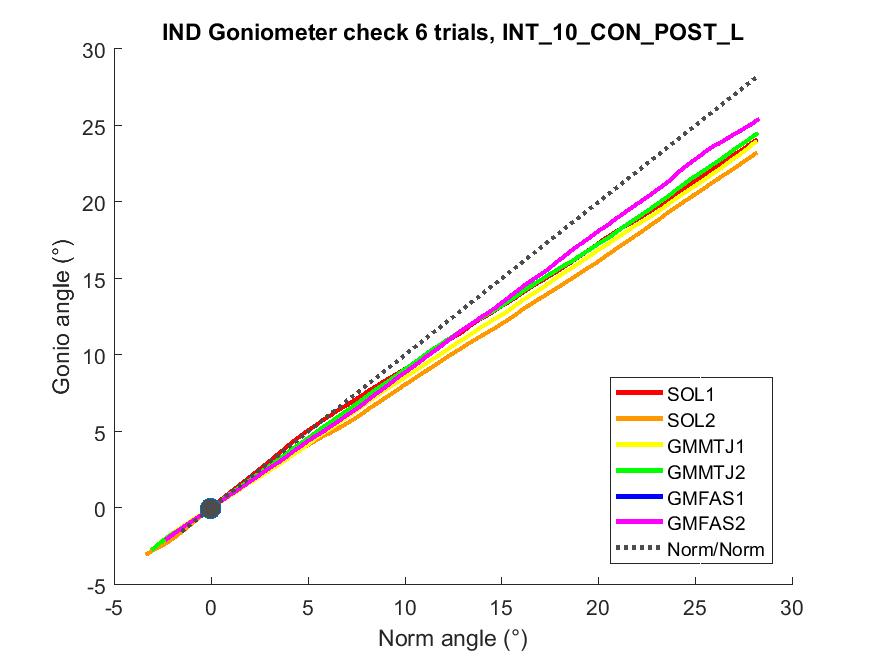 IND Goniometer check 6 trials, INT_10_CON_POST_L
30
25
20
15
10
5
0
-5
Gonio angle (°)
SOL1
SOL2
GMMTJ1
GMMTJ2
GMFAS1
GMFAS2
Norm/Norm
-5 0 5 10 15 20 25 30
Norm angle (°)